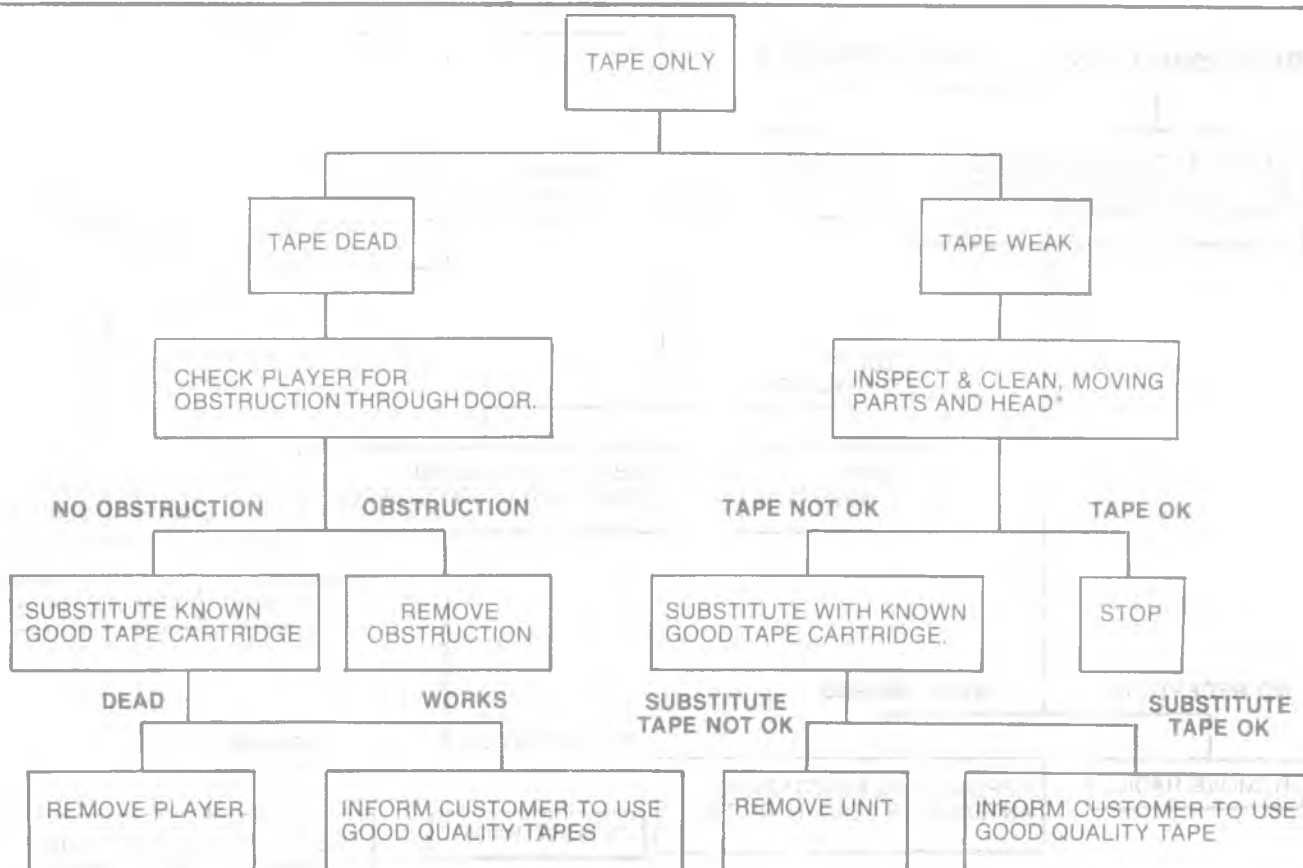 TAPE ONLY
TAPE DEAD
TAPE WEAK
CHECK PLAYER FOR
OBSTRUCTION THROUGH DOOR.
INSPECT & CLEAN, MOVING
PARTS AND HEAD*
NO OBSTRUCTION
OBSTRUCTION
TAPE NOT OK
TAPE OK
SUBSTITUTE KNOWN
GOOD TAPE CARTRIDGE
REMOVE
OBSTRUCTION
SUBSTITUTE WITH KNOWN
GOOD TAPE CARTRIDGE.
STOP
DEAD
WORKS
SUBSTITUTE
TAPE NOT OK
SUBSTITUTE
TAPE OK
REMOVE PLAYER
INFORM CUSTOMER TO USE
GOOD QUALITY TAPES
REMOVE UNIT
INFORM CUSTOMER TO USE
GOOD QUALITY TAPE